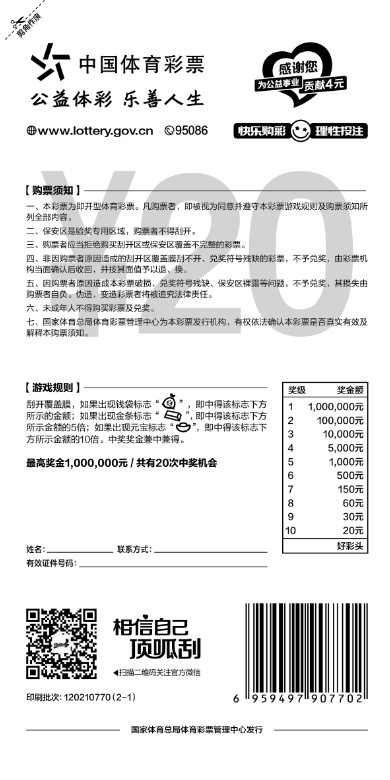 剪角作废
中国体育彩票
公益体彩 乐善人生
www.lottery.gov.cn 95086
感谢您
为公益事业 贡献4元
快乐购彩 理性投注
Y20
【购票须知】
一、本彩票为即开型体育彩票。凡购票者，即被视为同意并遵守本彩票游戏规则及购票须知所
列全部内容。
二、保安区是验奖专用区域，购票者不得刮开。
三、购票者应当拒绝购买刮开区或保安区覆盖不完整的彩票。
四、非因购票者原因造成的刮开区覆盖膜刮不开、兑奖符号残缺的彩票，不予兑奖，由彩票机
构当面确认后收回，并按其面值予以退、换。
五、因购票者原因造成本彩票破损、兑奖符号残缺、保安区裸露等问题，不予兑奖，其损失由
购票者自负。伪造、变造彩票者将被追究法律责任。
六、未成年人不得购买彩票及兑奖。
七、国家体育总局体育彩票管理中心为本彩票发行机构，有权依法确认本彩票是否真实有效及
解释本购票须知。
【游戏规则】
刮开覆盖膜，如果出现钱袋标志“ ”，即中得该标志下方
所示的金额；如果出现金条标志“ ”，即中得该标志下方
所示金额的5倍；如果出现元宝标志“ ”，即中得该标志下
方所示金额的10倍。中奖奖金兼中兼得。
最高奖金1,000,000元 / 共有20次中奖机会
奖级 奖金额
1 1,000,000元
2 100,000元
3 10,000元
4 5,000元
5 1,000元
6 500元
7 150元
8 60元
9 30元
10 20元
好彩头
姓名： 联系方式：
有效证件号码：
相信自己
顶呱刮
扫描二维码关注官方微信
印刷批次：120210770(2-1)
6 959497 907702
国家体育总局体育彩票管理中心发行